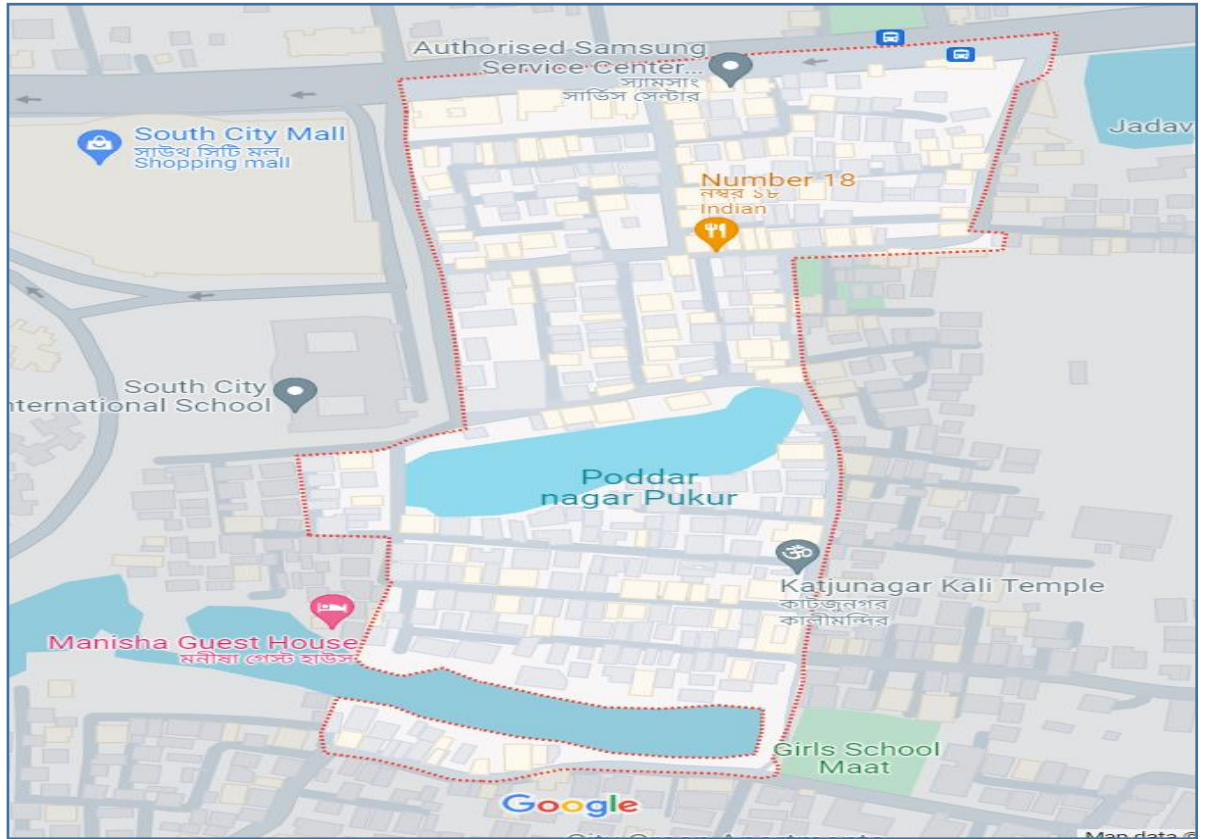 Authorised Samsung
Service Center...
স্যামসাং
সার্ভিস সেন্টার
Jadav
South City Mall
সাউথ সিটি মল
Shopping mall
Number 18
নম্বর ১৮
Indian
South City
nternational School
Poddar
nagar Pukur
Katjunagar Kali Temple
কাটজুনগর
কালীমন্দির
Manisha Guest House
মনীষা গেস্ট হাউস
Girls School
Maat
Google
Map data ©